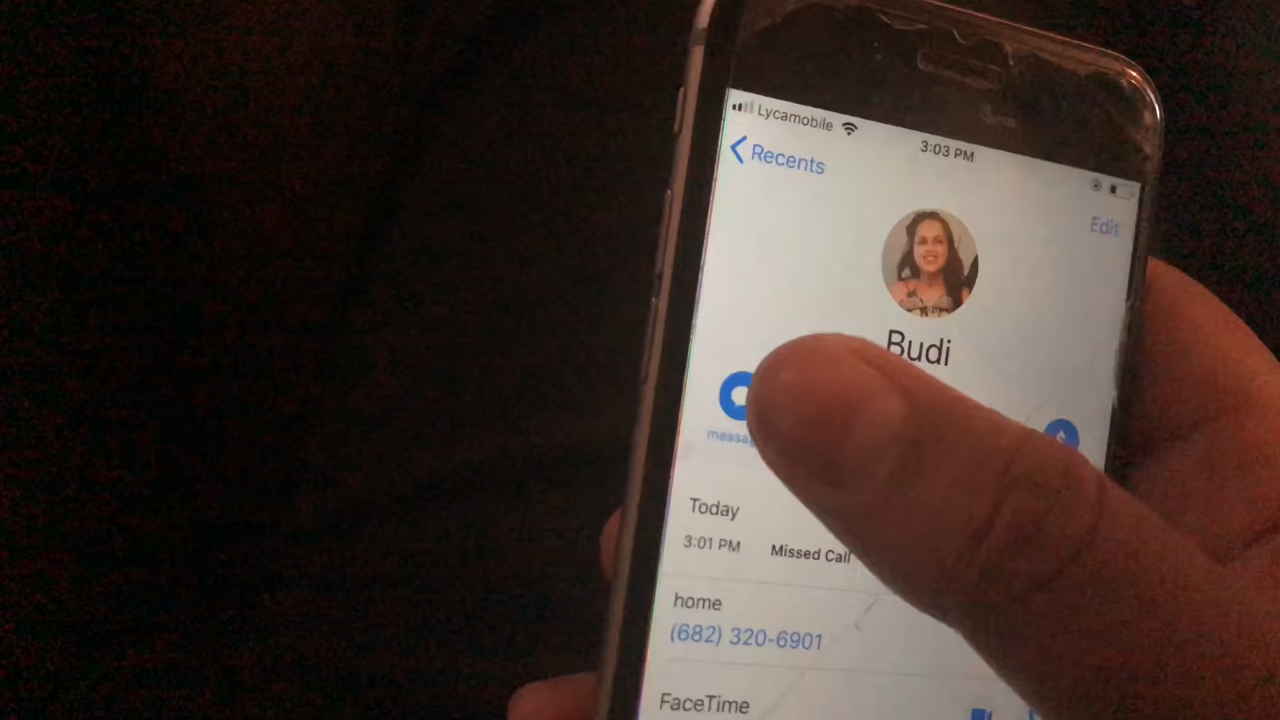 Lycamobile
3:03 PM
Recents
Edit
Budi
Today
3:01 PM Missed Call
home
(682) 320-6901
FaceTime